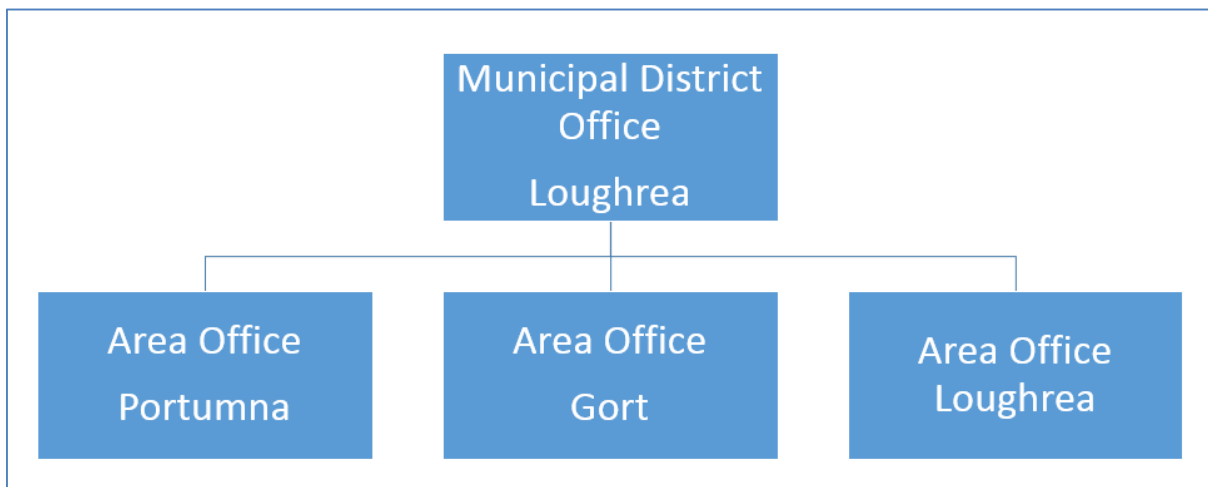 Municipal District
Office
Loughrea
Area Office
Portumna
Area Office
Gort
Area Office
Loughrea